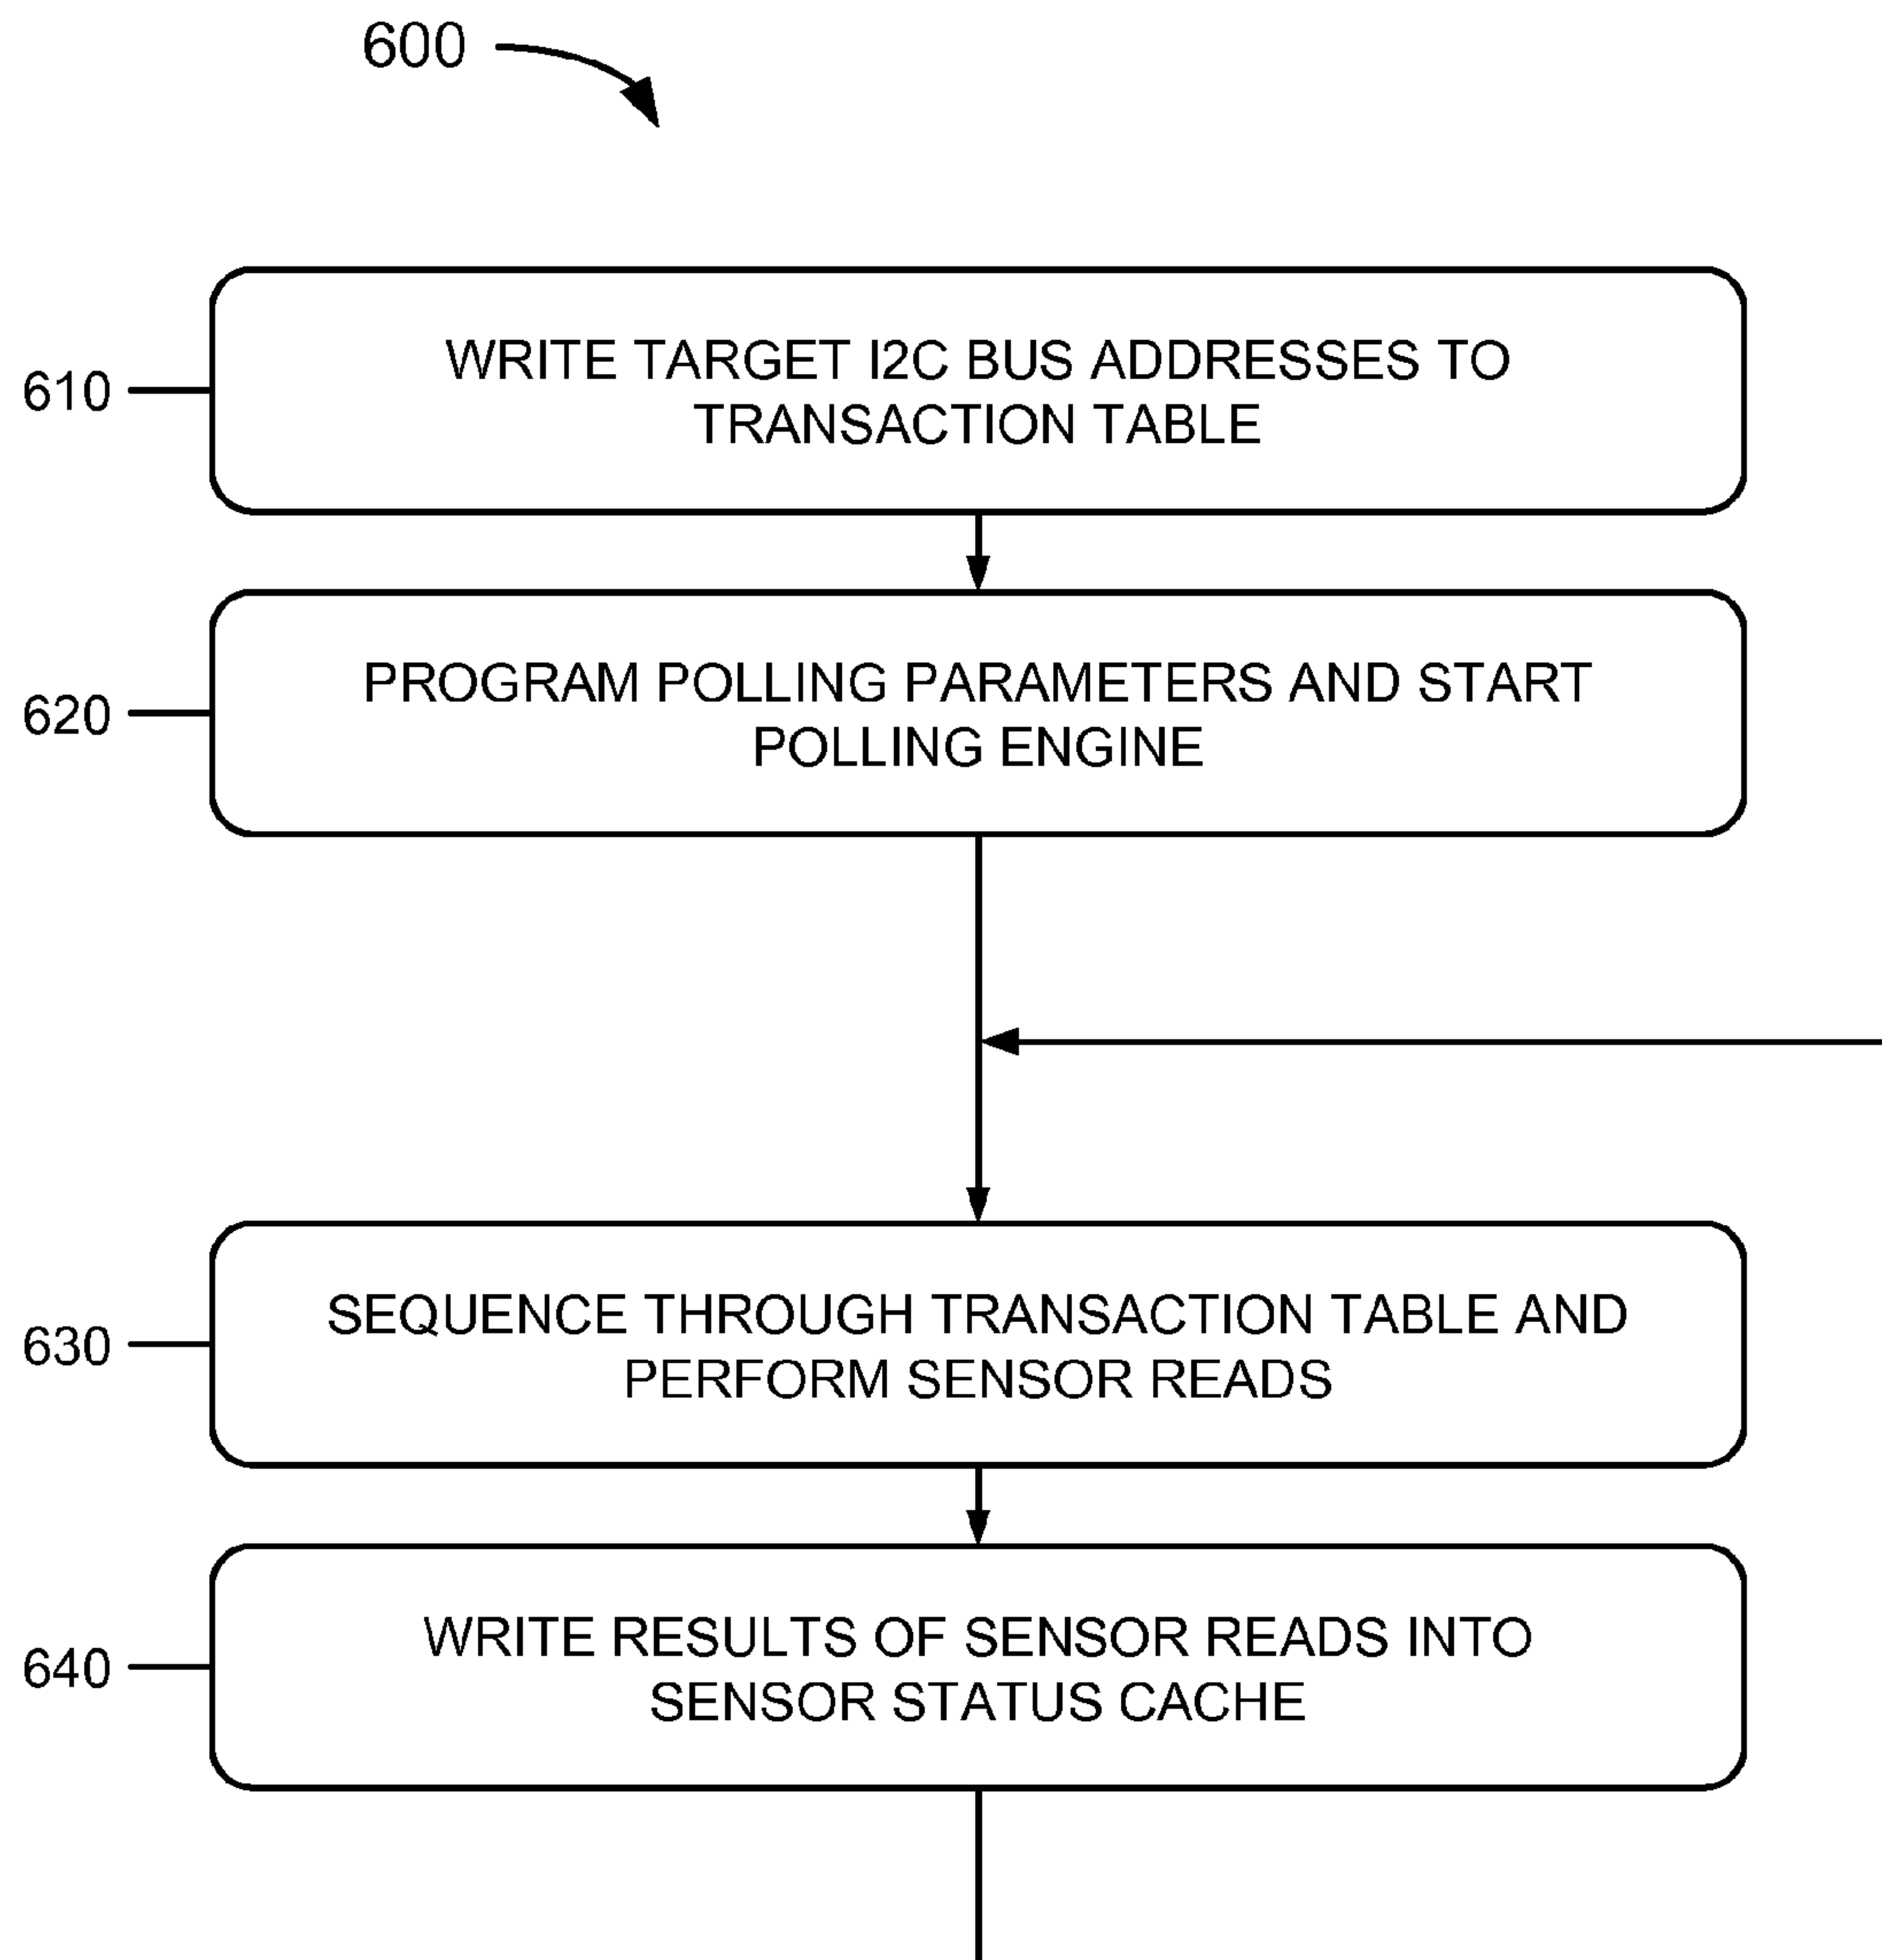 600
610
WRITE TARGET I2C BUS ADDRESSES TO
TRANSACTION TABLE
620
PROGRAM POLLING PARAMETERS AND START
POLLING ENGINE
630
SEQUENCE THROUGH TRANSACTION TABLE AND
PERFORM SENSOR READS
640
WRITE RESULTS OF SENSOR READS INTO
SENSOR STATUS CACHE